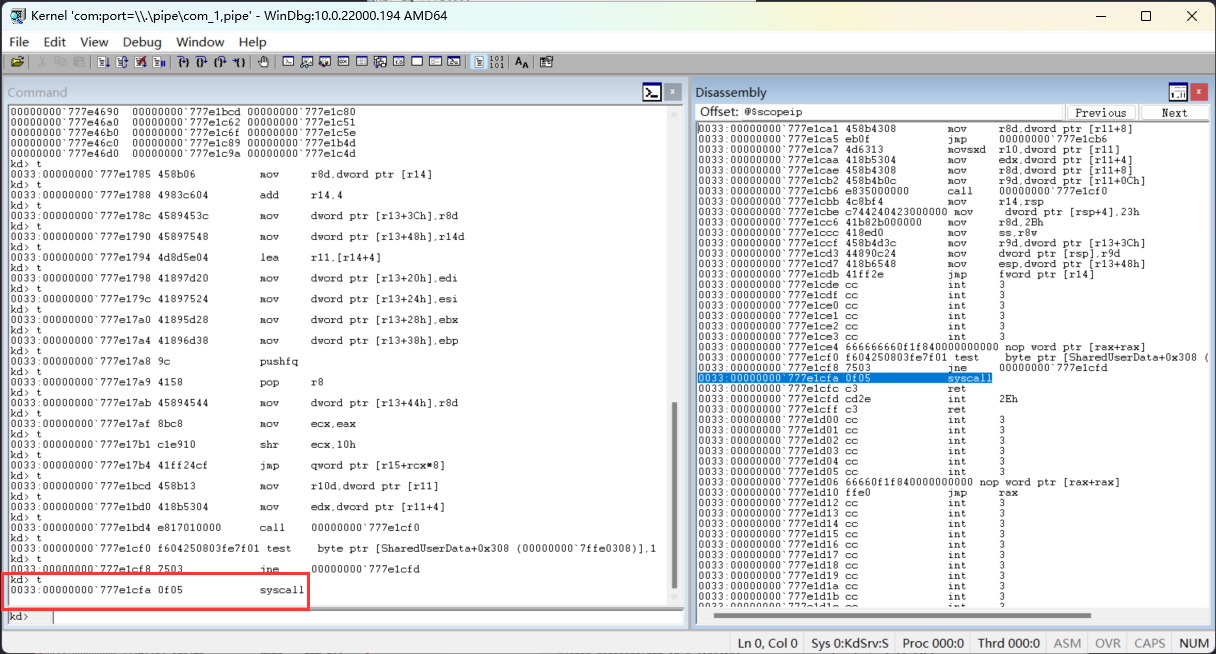 Kernel 'com:port=\\.\pipe\com_1,pipe' - WinDbg:10.0.22000.194 AMD64
File Edit View Debug Window Help
Command
00000000`777e4690 00000000`777e1bcd 00000000`777e1c80
00000000`777e46a0 00000000`777e1c62 00000000`777e1c51
00000000`777e46b0 00000000`777e1c6f 00000000`777e1c5e
00000000`777e46c0 00000000`777e1c89 00000000`777e1b4d
00000000`777e46d0 00000000`777e1c9a 00000000`777e1c4d
kd> t
0033:00000000`777e1785 458b06 mov r8d,dword ptr [r14]
kd> t
0033:00000000`777e1788 4983c604 add r14,4
kd> t
0033:00000000`777e178c 4589453c mov dword ptr [r13+3Ch],r8d
kd> t
0033:00000000`777e1790 45897548 mov dword ptr [r13+48h],r14d
kd> t
0033:00000000`777e1794 4d8d5e04 lea r11,[r14+4]
kd> t
0033:00000000`777e1798 41897d20 mov dword ptr [r13+20h],edi
kd> t
0033:00000000`777e179c 41897524 mov dword ptr [r13+24h],esi
kd> t
0033:00000000`777e17a0 41895d28 mov dword ptr [r13+28h],ebx
kd> t
0033:00000000`777e17a4 41896d38 mov dword ptr [r13+38h],ebp
kd> t
0033:00000000`777e17a8 9c pushfq
kd> t
0033:00000000`777e17a9 4158 pop r8
kd> t
0033:00000000`777e17ab 45894544 mov dword ptr [r13+44h],r8d
kd> t
0033:00000000`777e17af 8bc8 mov ecx,eax
kd> t
0033:00000000`777e17b1 c1e910 shr ecx,10h
kd> t
0033:00000000`777e17b4 41ff24cf jmp qword ptr [r15+rcx*8]
kd> t
0033:00000000`777e1bcd 458b13 mov r10d,dword ptr [r11]
kd> t
0033:00000000`777e1bd0 418b5304 mov edx,dword ptr [r11+4]
kd> t
0033:00000000`777e1bd4 e817010000 call 00000000`777e1cf0
kd> t
0033:00000000`777e1cf0 f604250803fe7f01 test byte ptr [SharedUserData+0x308 (00000000`7ffe0308)],1
kd> t
0033:00000000`777e1cf8 7503 jne 00000000`777e1cfd
kd> t
0033:00000000`777e1cfa 0f05 syscall
kd>
Disassembly
Offset: @$scopeip Previous Next
0033:00000000`777e1ca1 458b4308 mov r8d,dword ptr [r11+8]
0033:00000000`777e1ca5 eb0f jmp 00000000`777e1cb6
0033:00000000`777e1ca7 4d6313 movsxd r10,dword ptr [r11]
0033:00000000`777e1caa 418b5304 mov edx,dword ptr [r11+4]
0033:00000000`777e1cae 458b4308 mov r8d,dword ptr [r11+8]
0033:00000000`777e1cb2 458b4b0c mov r9d,dword ptr [r11+0Ch]
0033:00000000`777e1cb6 e835000000 call 00000000`777e1cf0
0033:00000000`777e1cbb 4c8bf4 mov r14,rsp
0033:00000000`777e1cbe c744240423000000 mov dword ptr [rsp+4],23h
0033:00000000`777e1cc6 41b82b000000 mov r8d,2Bh
0033:00000000`777e1ccc 418ed0 mov ss,r8w
0033:00000000`777e1ccf 458b4d3c mov r9d,dword ptr [r13+3Ch]
0033:00000000`777e1cd3 44890c24 mov dword ptr [rsp],r9d
0033:00000000`777e1cd7 418b6548 mov esp,dword ptr [r13+48h]
0033:00000000`777e1cdb 41ff2e jmp fword ptr [r14]
0033:00000000`777e1cde cc int 3
0033:00000000`777e1cdf cc int 3
0033:00000000`777e1ce0 cc int 3
0033:00000000`777e1ce1 cc int 3
0033:00000000`777e1ce2 cc int 3
0033:00000000`777e1ce3 cc int 3
0033:00000000`777e1ce4 666666660f1f840000000000 nop word ptr [rax+rax]
0033:00000000`777e1cf0 f604250803fe7f01 test byte ptr [SharedUserData+0x308 (
0033:00000000`777e1cf8 7503 jne 00000000`777e1cfd
0033:00000000`777e1cfa 0f05 syscall
0033:00000000`777e1cfc c3 ret
0033:00000000`777e1cfd cd2e int 2Eh
0033:00000000`777e1cff c3 ret
0033:00000000`777e1d00 cc int 3
0033:00000000`777e1d01 cc int 3
0033:00000000`777e1d02 cc int 3
0033:00000000`777e1d03 cc int 3
0033:00000000`777e1d04 cc int 3
0033:00000000`777e1d05 cc int 3
0033:00000000`777e1d06 66660f1f840000000000 nop word ptr [rax+rax]
0033:00000000`777e1d10 ffe0 jmp rax
0033:00000000`777e1d12 cc int 3
0033:00000000`777e1d13 cc int 3
0033:00000000`777e1d14 cc int 3
0033:00000000`777e1d15 cc int 3
0033:00000000`777e1d16 cc int 3
0033:00000000`777e1d17 cc int 3
0033:00000000`777e1d18 cc int 3
0033:00000000`777e1d19 cc int 3
0033:00000000`777e1d1a cc int 3
0033:00000000`777e1d1b cc int 3
0033:00000000`777e1d1c cc int 3
Ln 0, Col 0 Sys 0:KdSrv:S Proc 000:0 Thrd 000:0 ASM OVR CAPS NUM